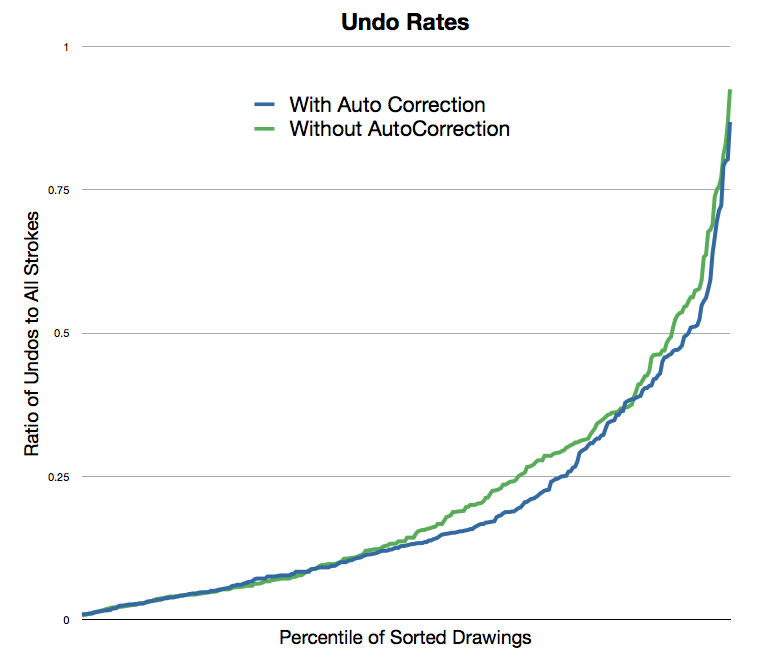 Undo Rates
1
With Auto Correction
Without AutoCorrection
0.75
Ratio of Undos to All Strokes
0.5
0.25
0
Percentile of Sorted Drawings